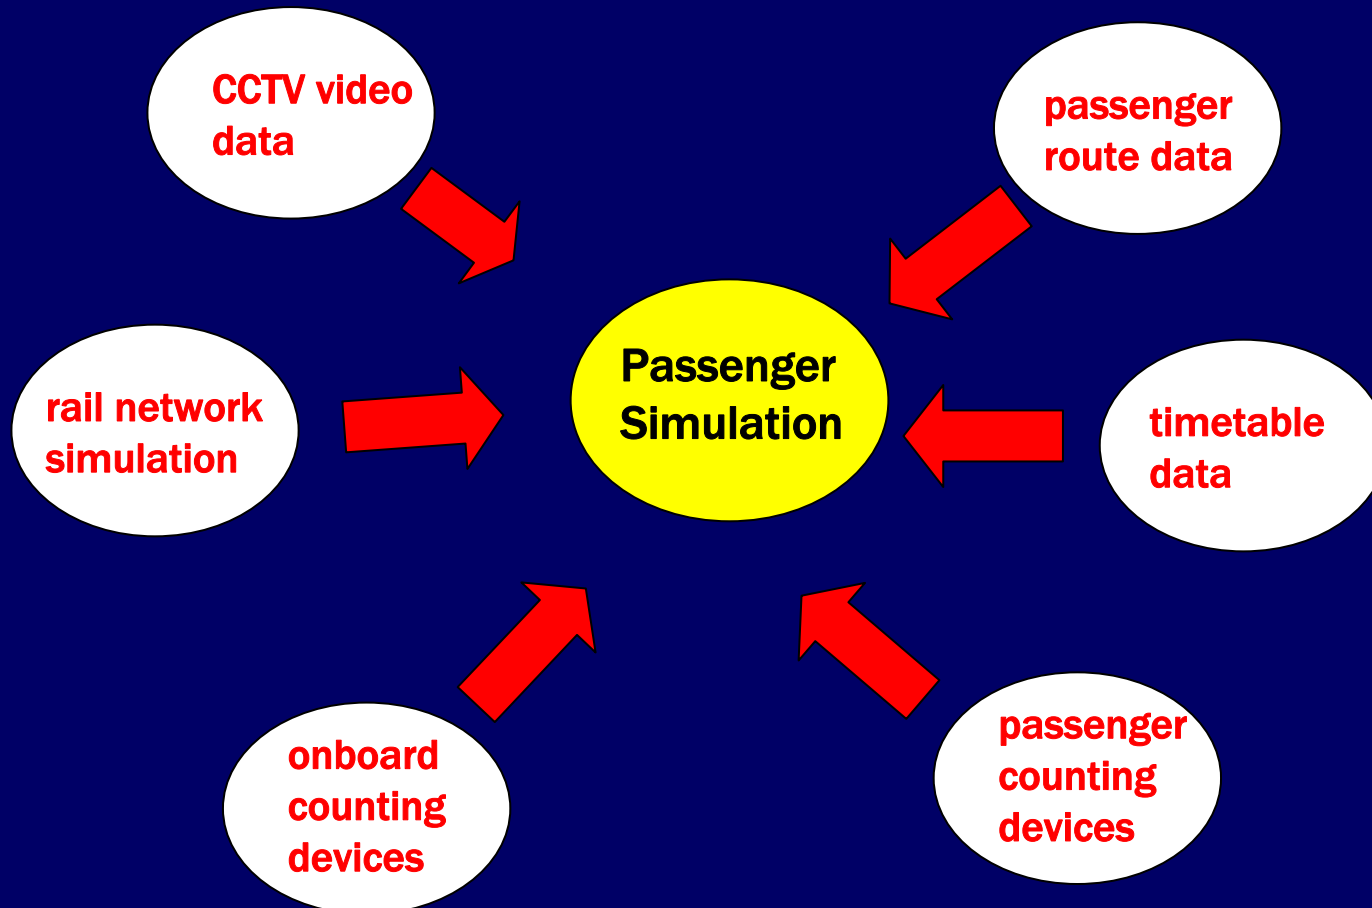 CCTV video
data
passenger
route data
Passenger
Simulation
rail network
simulation
timetable
data
onboard
counting
devices
passenger
counting
devices